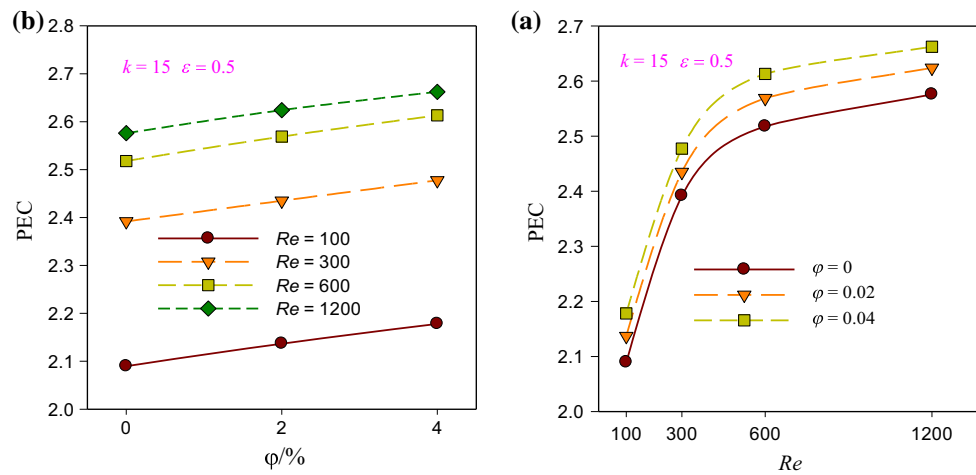 (b)
2.8
2.7
2.6
2.5
2.4
2.3
2.2
2.1
2.0
PEC
k = 15 ε = 0.5
Re = 100
Re = 300
Re = 600
Re = 1200
0 2 4
φ/%
(a)
2.7
2.6
2.5
2.4
2.3
2.2
2.1
2.0
PEC
k = 15 ε = 0.5
φ = 0
φ = 0.02
φ = 0.04
100 300 600 1200
Re